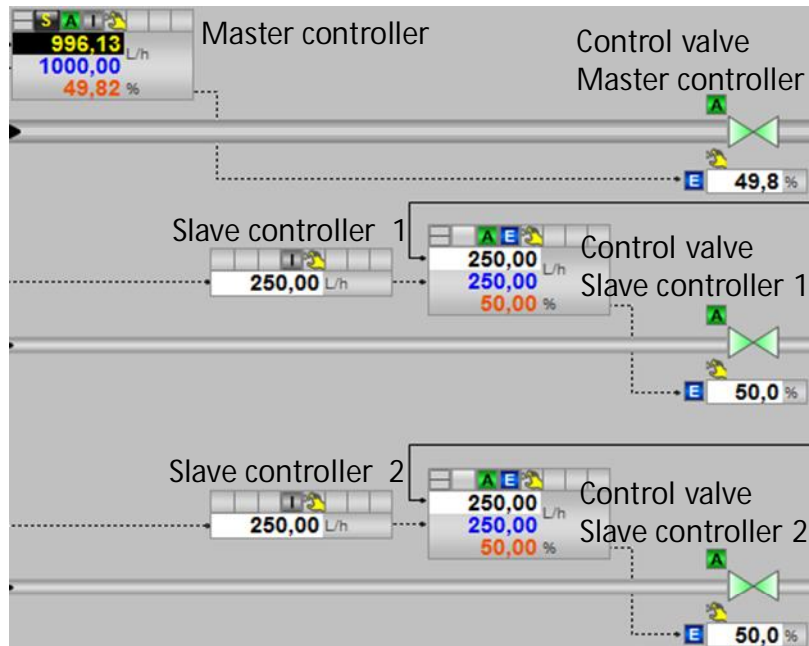 S A I
996,13 L/h
1000,00
49,82 %
Master controller
Control valve
Master controller
A
E 49,8 %
Slave controller 1
I
250,00 L/h
A E
250,00 L/h
250,00
50,00 %
Control valve
Slave controller 1
A
E 50,0 %
Slave controller 2
I
250,00 L/h
A E
250,00 L/h
250,00
50,00 %
Control valve
Slave controller 2
A
E 50,0 %